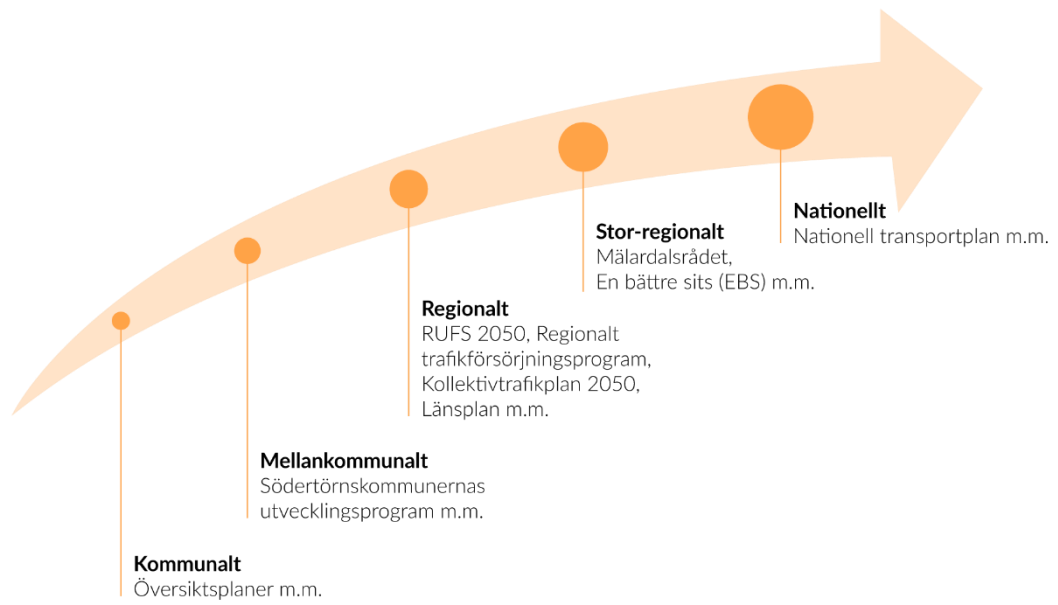 Kommunalt
Översiktsplaner m.m.
Mellankommunalt
Södertörnskommunernas
utvecklingsprogram m.m.
Regionalt
RUFS 2050, Regionalt
trafikförsörjningsprogram,
Kollektivtrafikplan 2050,
Länsplan m.m.
Stor-regionalt
Mälardalsrådet,
En bättre sits (EBS) m.m.
Nationellt
Nationell transportplan m.m.